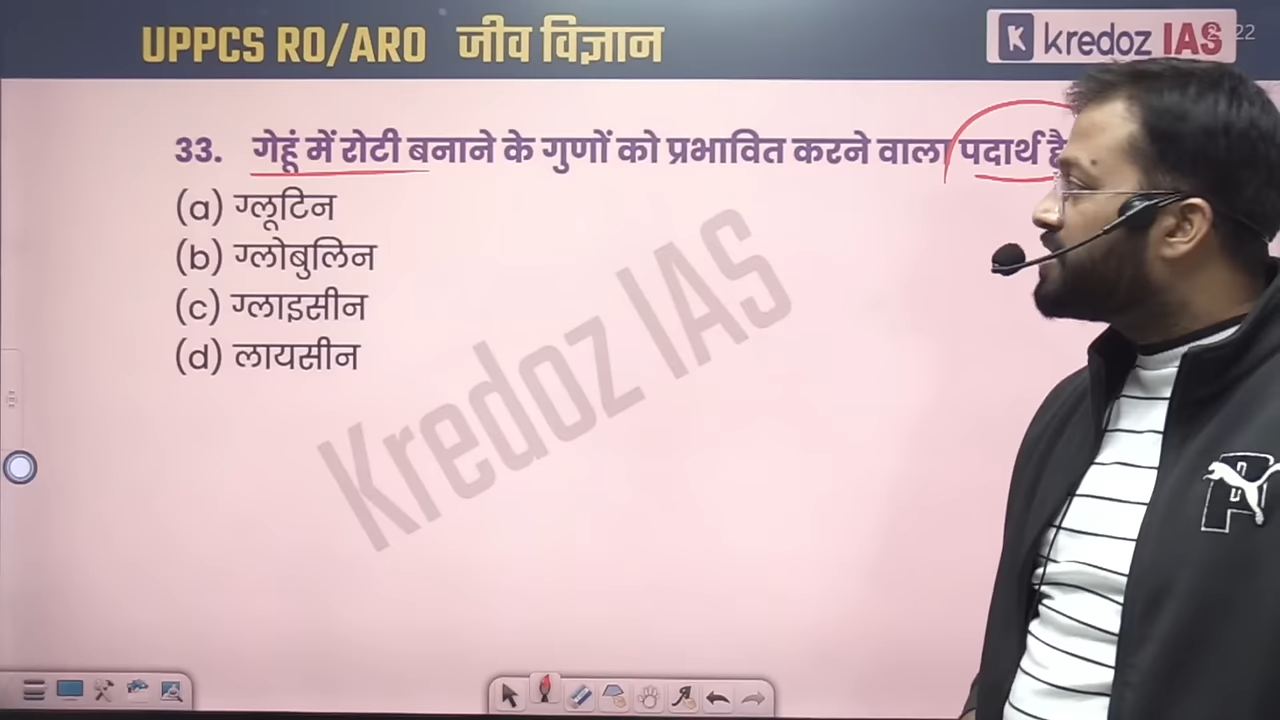 UPPCS RO/ARO जीव विज्ञान
kredoz IAS
33. गेहूं में रोटी बनाने के गुणों को प्रभावित करने वाला पदार्थ है
(a) ग्लूटिन
(b) ग्लोबुलिन
(c) ग्लाइसीन
(d) लायसीन
Kredoz IAS